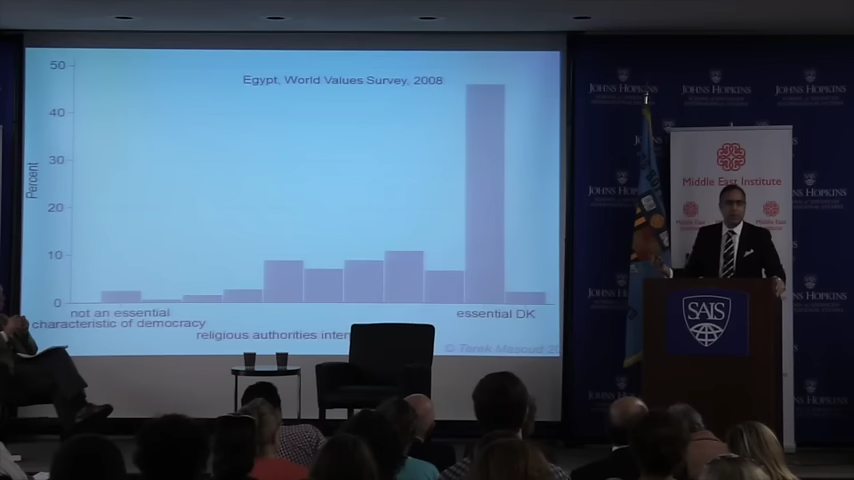 Egypt, World Values Survey, 2008
50
40
30
20
10
0
Percent
not an essential
characteristic of democracy
essential DK
religious authorities inter
© Tarek Masoud 20
JOHNS HOPKINS
JOHNS HOPKINS
JOHNS HOPKINS
Middle East Institute
JOHNS HOPKINS
JOHNS HOPKINS
SAIS
JOHNS HOPKINS
JOHNS HOPKINS